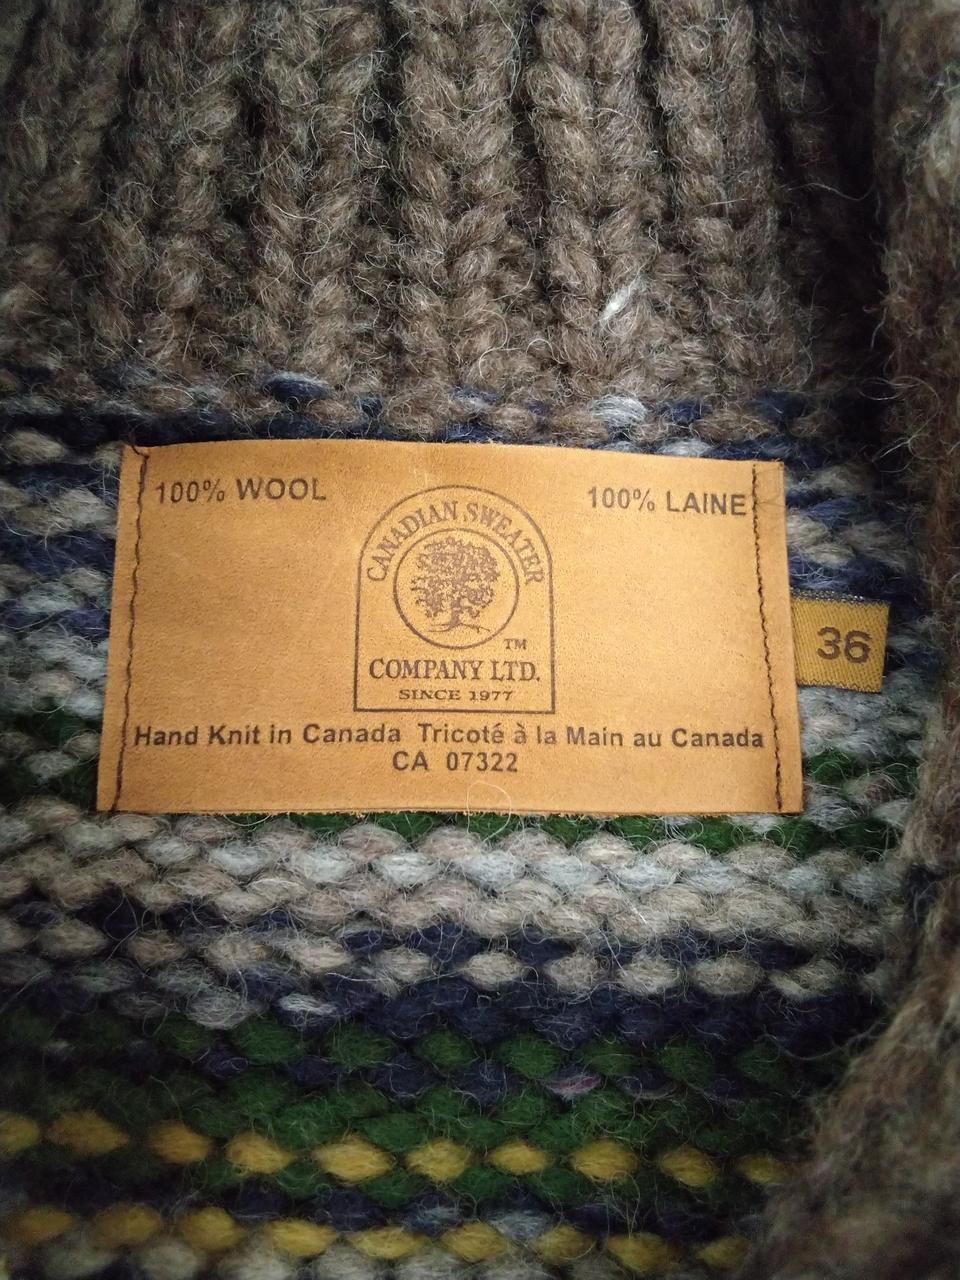 100% WOOL
100% LAINE
CANADIAN SWEATER
TM
COMPANY LTD.
SINCE 1977
36
Hand Knit in Canada Tricoté à la Main au Canada
CA 07322